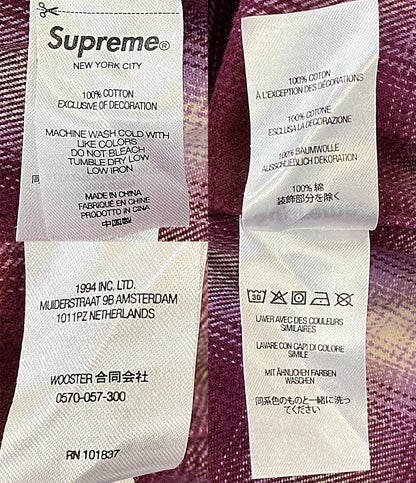 Supreme®
NEW YORK CITY
100% COTTON
EXCLUSIVE OF DECORATION
MACHINE WASH COLD WITH
LIKE COLORS
DO NOT BLEACH
TUMBLE DRY LOW
LOW IRON
MADE IN CHINA
FABRIQUÉ EN CHINE
PRODOTTO IN CINA
中国製
同
100% COTON
À L'EXCEPTION DES DÉCORATIONS
100% COTONE
ESCLUSA LA DECORAZIONE
100% BAUMWOLLE
AUSSCHLIEßLICH DEKORATION
100% 綿
装飾部分を除く
1994 INC. LTD.
MUIDERSTRAAT 9B AMSTERDAM
1011PZ NETHERLANDS
WOOSTER 合同会社
0570-057-300
RN 101837
30
LAVER AVEC DES COULEURS
SIMILAIRES
LAVARE CON CAPI DI COLORE
SIMILE
MIT ÄHNLICHEN FARBEN
WASCHEN
同系色のものと一緒に洗っ
てください